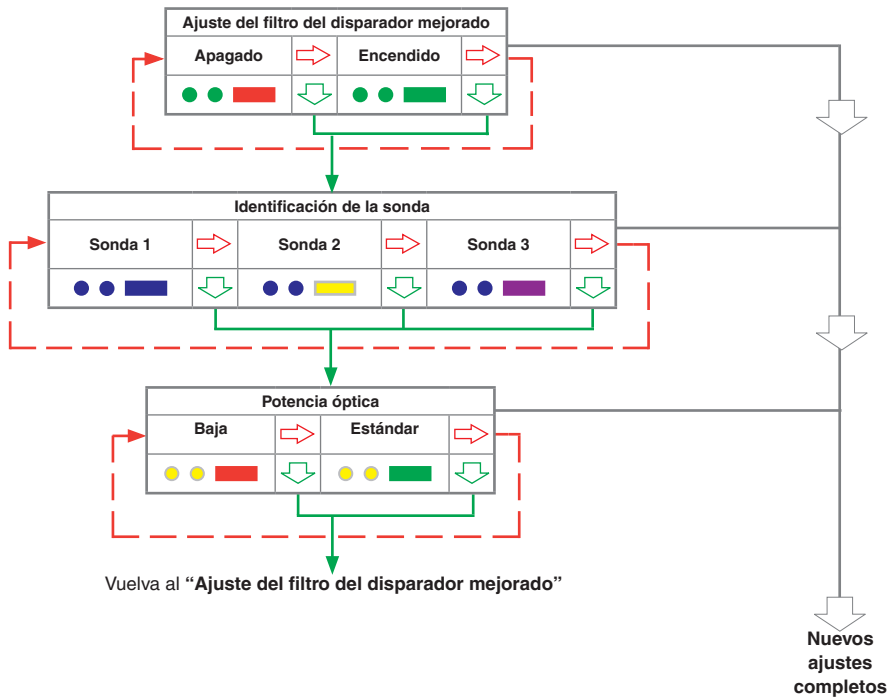 Ajuste del filtro del disparador mejorado
Apagado
Encendido
Identificación de la sonda
Sonda 1
Sonda 2
Sonda 3
Potencia óptica
Baja
Estándar
Vuelva al “Ajuste del filtro del disparador mejorado”
Nuevos
ajustes
completos